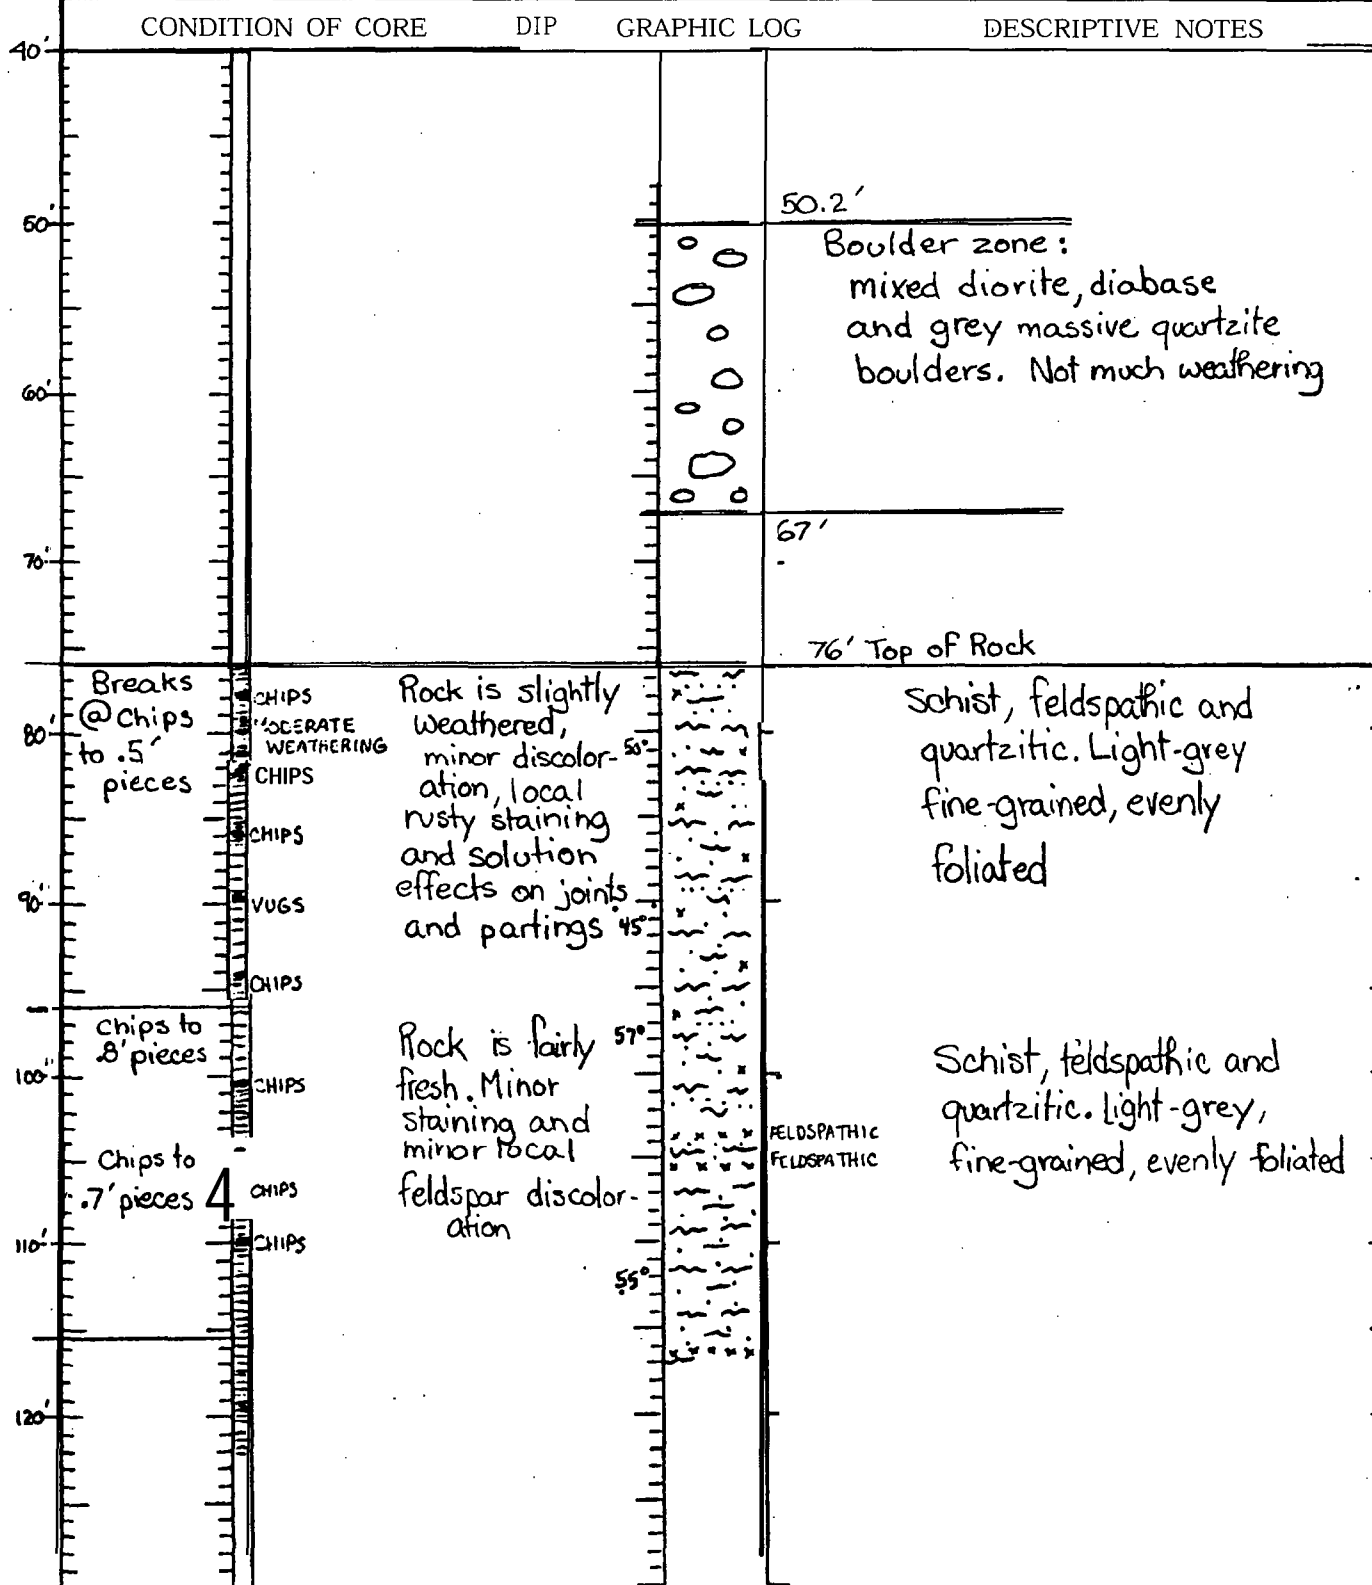 CONDITION OF CORE DIP GRAPHIC LOG DESCRIPTIVE NOTES
40'
50'
60'
70'
80'
90'
100'
110'
120'
50.2'
Boulder zone:
mixed diorite, diabase
and grey massive quartzite
boulders. Not much weathering
67'
76' Top of Rock
Breaks
@ Chips
to .5'
pieces
CHIPS
MODERATE
WEATHERING
CHIPS
CHIPS
VUGS
CHIPS
Rock is slightly
weathered,
minor discolor-
ation, local
rusty staining
and solution
effects on joints
and partings
50°
45°
Schist, feldspathic and
quartzitic. Light-grey
fine-grained, evenly
foliated
Chips to
.8' pieces
CHIPS
Chips to
.7' pieces
4
CHIPS
CHIPS
Rock is fairly
fresh. Minor
staining and
minor local
feldspar discolor-
ation
57°
55°
FELDSPATHIC
FELDSPATHIC
Schist, feldspathic and
quartzitic. Light-grey,
fine-grained, evenly foliated